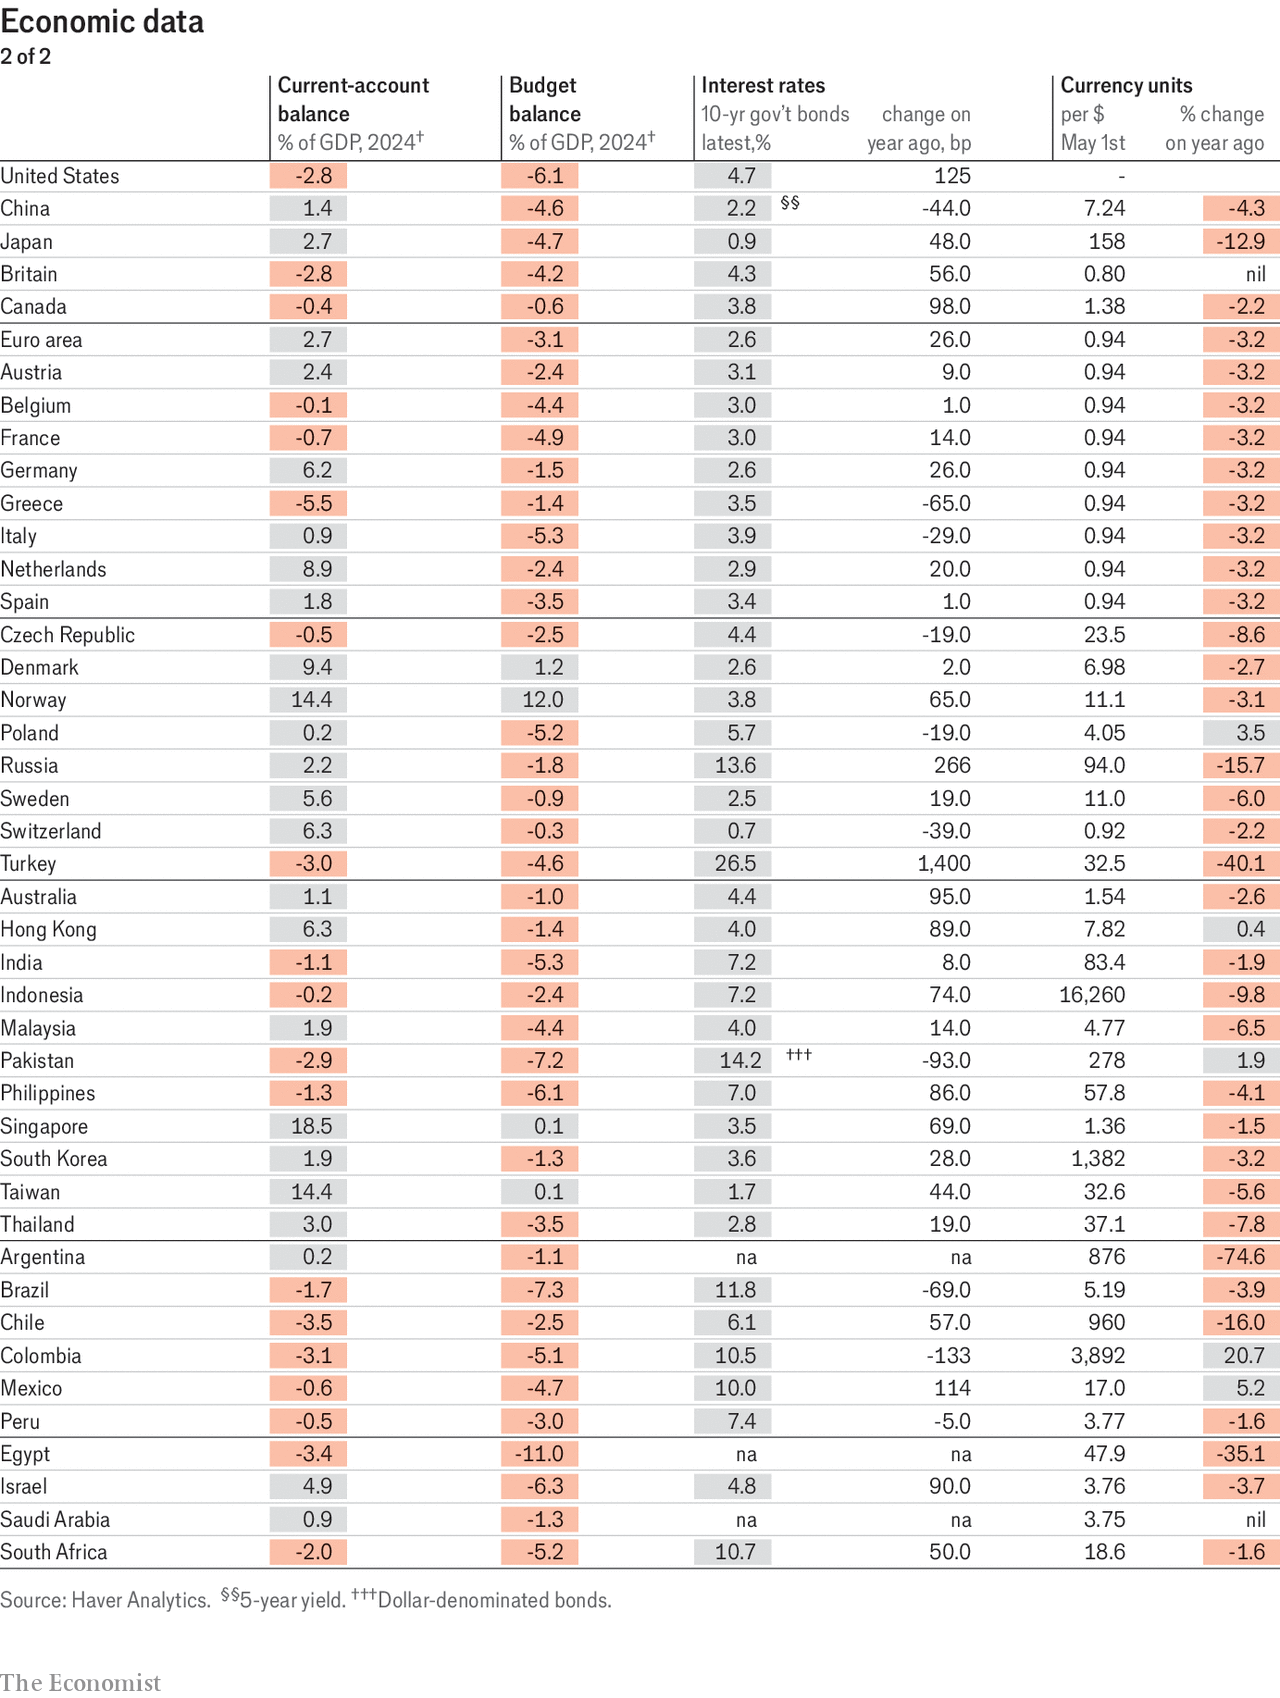 Economic data
2 of 2
Current-account balance Budget balance Interest rates Currency units
% of GDP, 2024† % of GDP, 2024† 10-yr gov't bonds latest,% change on year ago, bp per $ May 1st % change on year ago
United States -2.8 -6.1 4.7 125 -
China 1.4 -4.6 2.2 §§ -44.0 7.24 -4.3
Japan 2.7 -4.7 0.9 48.0 158 -12.9
Britain -2.8 -4.2 4.3 56.0 0.80 nil
Canada -0.4 -0.6 3.8 98.0 1.38 -2.2
Euro area 2.7 -3.1 2.6 26.0 0.94 -3.2
Austria 2.4 -2.4 3.1 9.0 0.94 -3.2
Belgium -0.1 -4.4 3.0 1.0 0.94 -3.2
France -0.7 -4.9 3.0 14.0 0.94 -3.2
Germany 6.2 -1.5 2.6 26.0 0.94 -3.2
Greece -5.5 -1.4 3.5 -65.0 0.94 -3.2
Italy 0.9 -5.3 3.9 -29.0 0.94 -3.2
Netherlands 8.9 -2.4 2.9 20.0 0.94 -3.2
Spain 1.8 -3.5 3.4 1.0 0.94 -3.2
Czech Republic -0.5 -2.5 4.4 -19.0 23.5 -8.6
Denmark 9.4 1.2 2.6 2.0 6.98 -2.7
Norway 14.4 12.0 3.8 65.0 11.1 -3.1
Poland 0.2 -5.2 5.7 -19.0 4.05 3.5
Russia 2.2 -1.8 13.6 266 94.0 -15.7
Sweden 5.6 -0.9 2.5 19.0 11.0 -6.0
Switzerland 6.3 -0.3 0.7 -39.0 0.92 -2.2
Turkey -3.0 -4.6 26.5 1,400 32.5 -40.1
Australia 1.1 -1.0 4.4 95.0 1.54 -2.6
Hong Kong 6.3 -1.4 4.0 89.0 7.82 0.4
India -1.1 -5.3 7.2 8.0 83.4 -1.9
Indonesia -0.2 -2.4 7.2 74.0 16,260 -9.8
Malaysia 1.9 -4.4 4.0 14.0 4.77 -6.5
Pakistan -2.9 -7.2 14.2 ††† -93.0 278 1.9
Philippines -1.3 -6.1 7.0 86.0 57.8 -4.1
Singapore 18.5 0.1 3.5 69.0 1.36 -1.5
South Korea 1.9 -1.3 3.6 28.0 1,382 -3.2
Taiwan 14.4 0.1 1.7 44.0 32.6 -5.6
Thailand 3.0 -3.5 2.8 19.0 37.1 -7.8
Argentina 0.2 -1.1 na na 876 -74.6
Brazil -1.7 -7.3 11.8 -69.0 5.19 -3.9
Chile -3.5 -2.5 6.1 57.0 960 -16.0
Colombia -3.1 -5.1 10.5 -133 3,892 20.7
Mexico -0.6 -4.7 10.0 114 17.0 5.2
Peru -0.5 -3.0 7.4 -5.0 3.77 -1.6
Egypt -3.4 -11.0 na na 47.9 -35.1
Israel 4.9 -6.3 4.8 90.0 3.76 -3.7
Saudi Arabia 0.9 -1.3 na na 3.75 nil
South Africa -2.0 -5.2 10.7 50.0 18.6 -1.6
Source: Haver Analytics. §§5-year yield. †††Dollar-denominated bonds.
The Economist